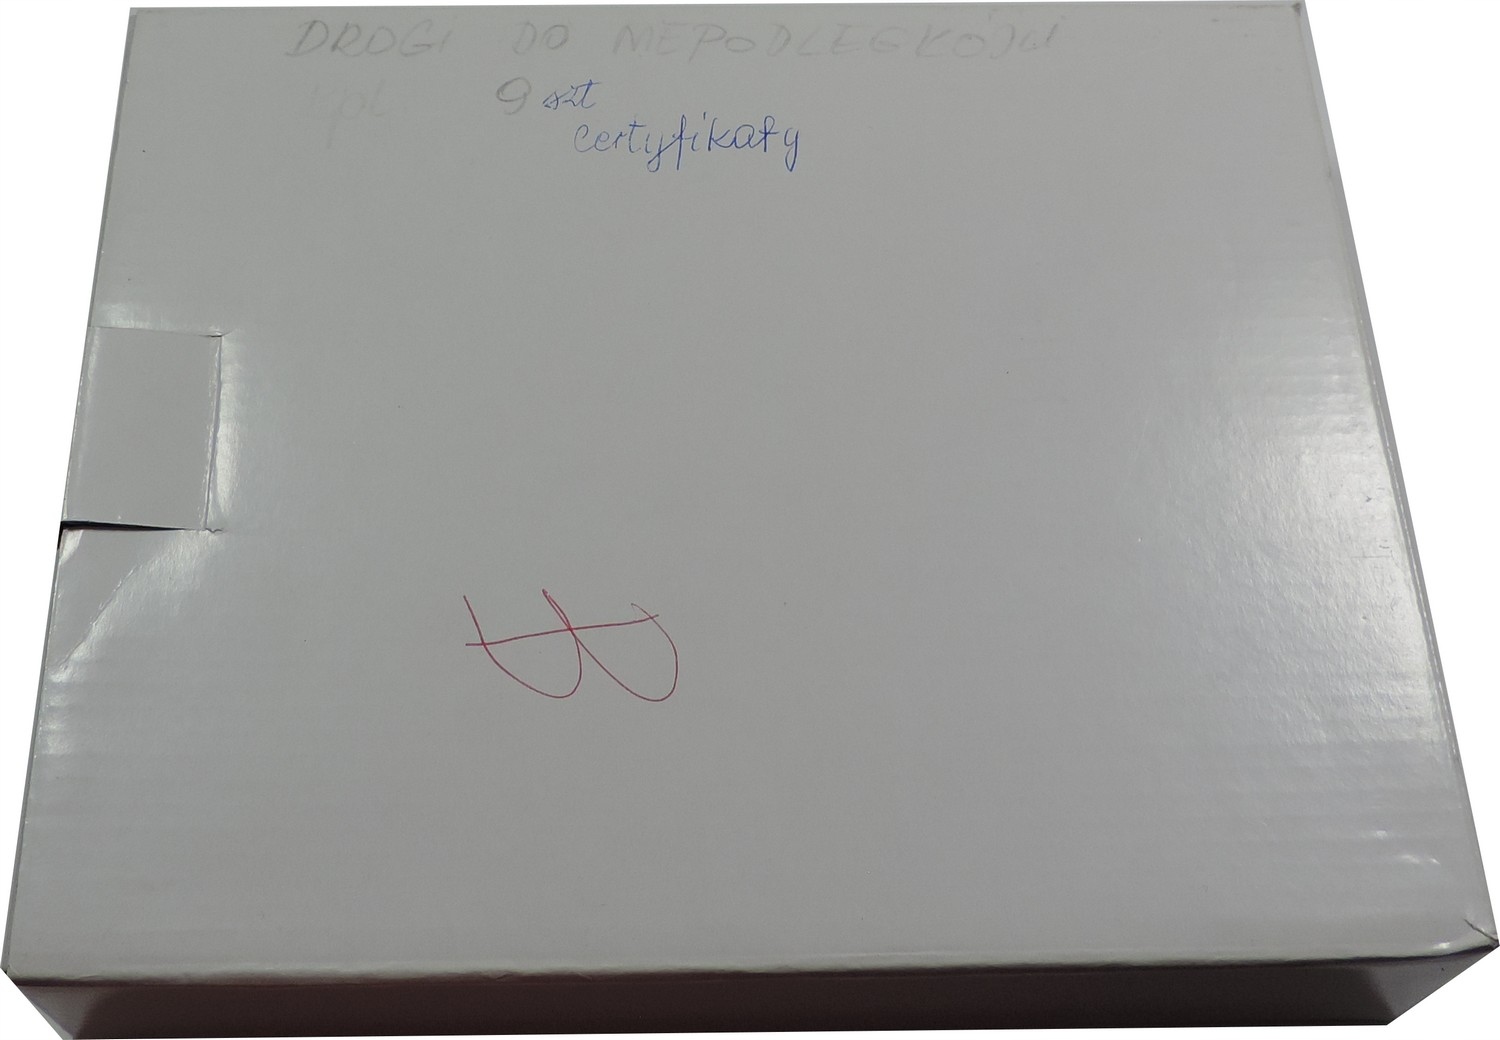 DROGI DO NIEPODLEGŁOŚCI
9 szt
certyfikaty